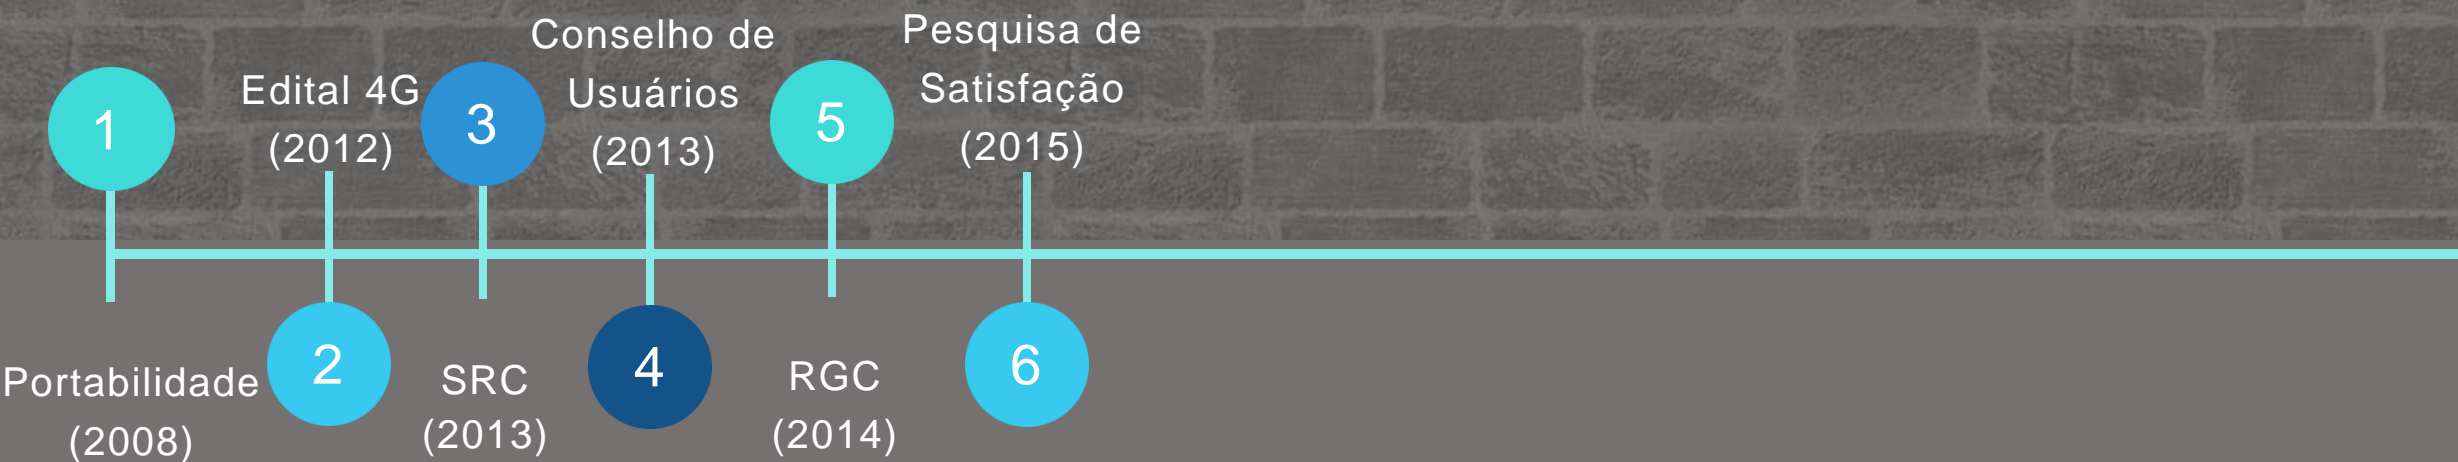 1
Portabilidade
(2008)
Edital 4G
(2012)
2
3
SRC
(2013)
Conselho de
Usuários
(2013)
4
5
RGC
(2014)
Pesquisa de
Satisfação
(2015)
6